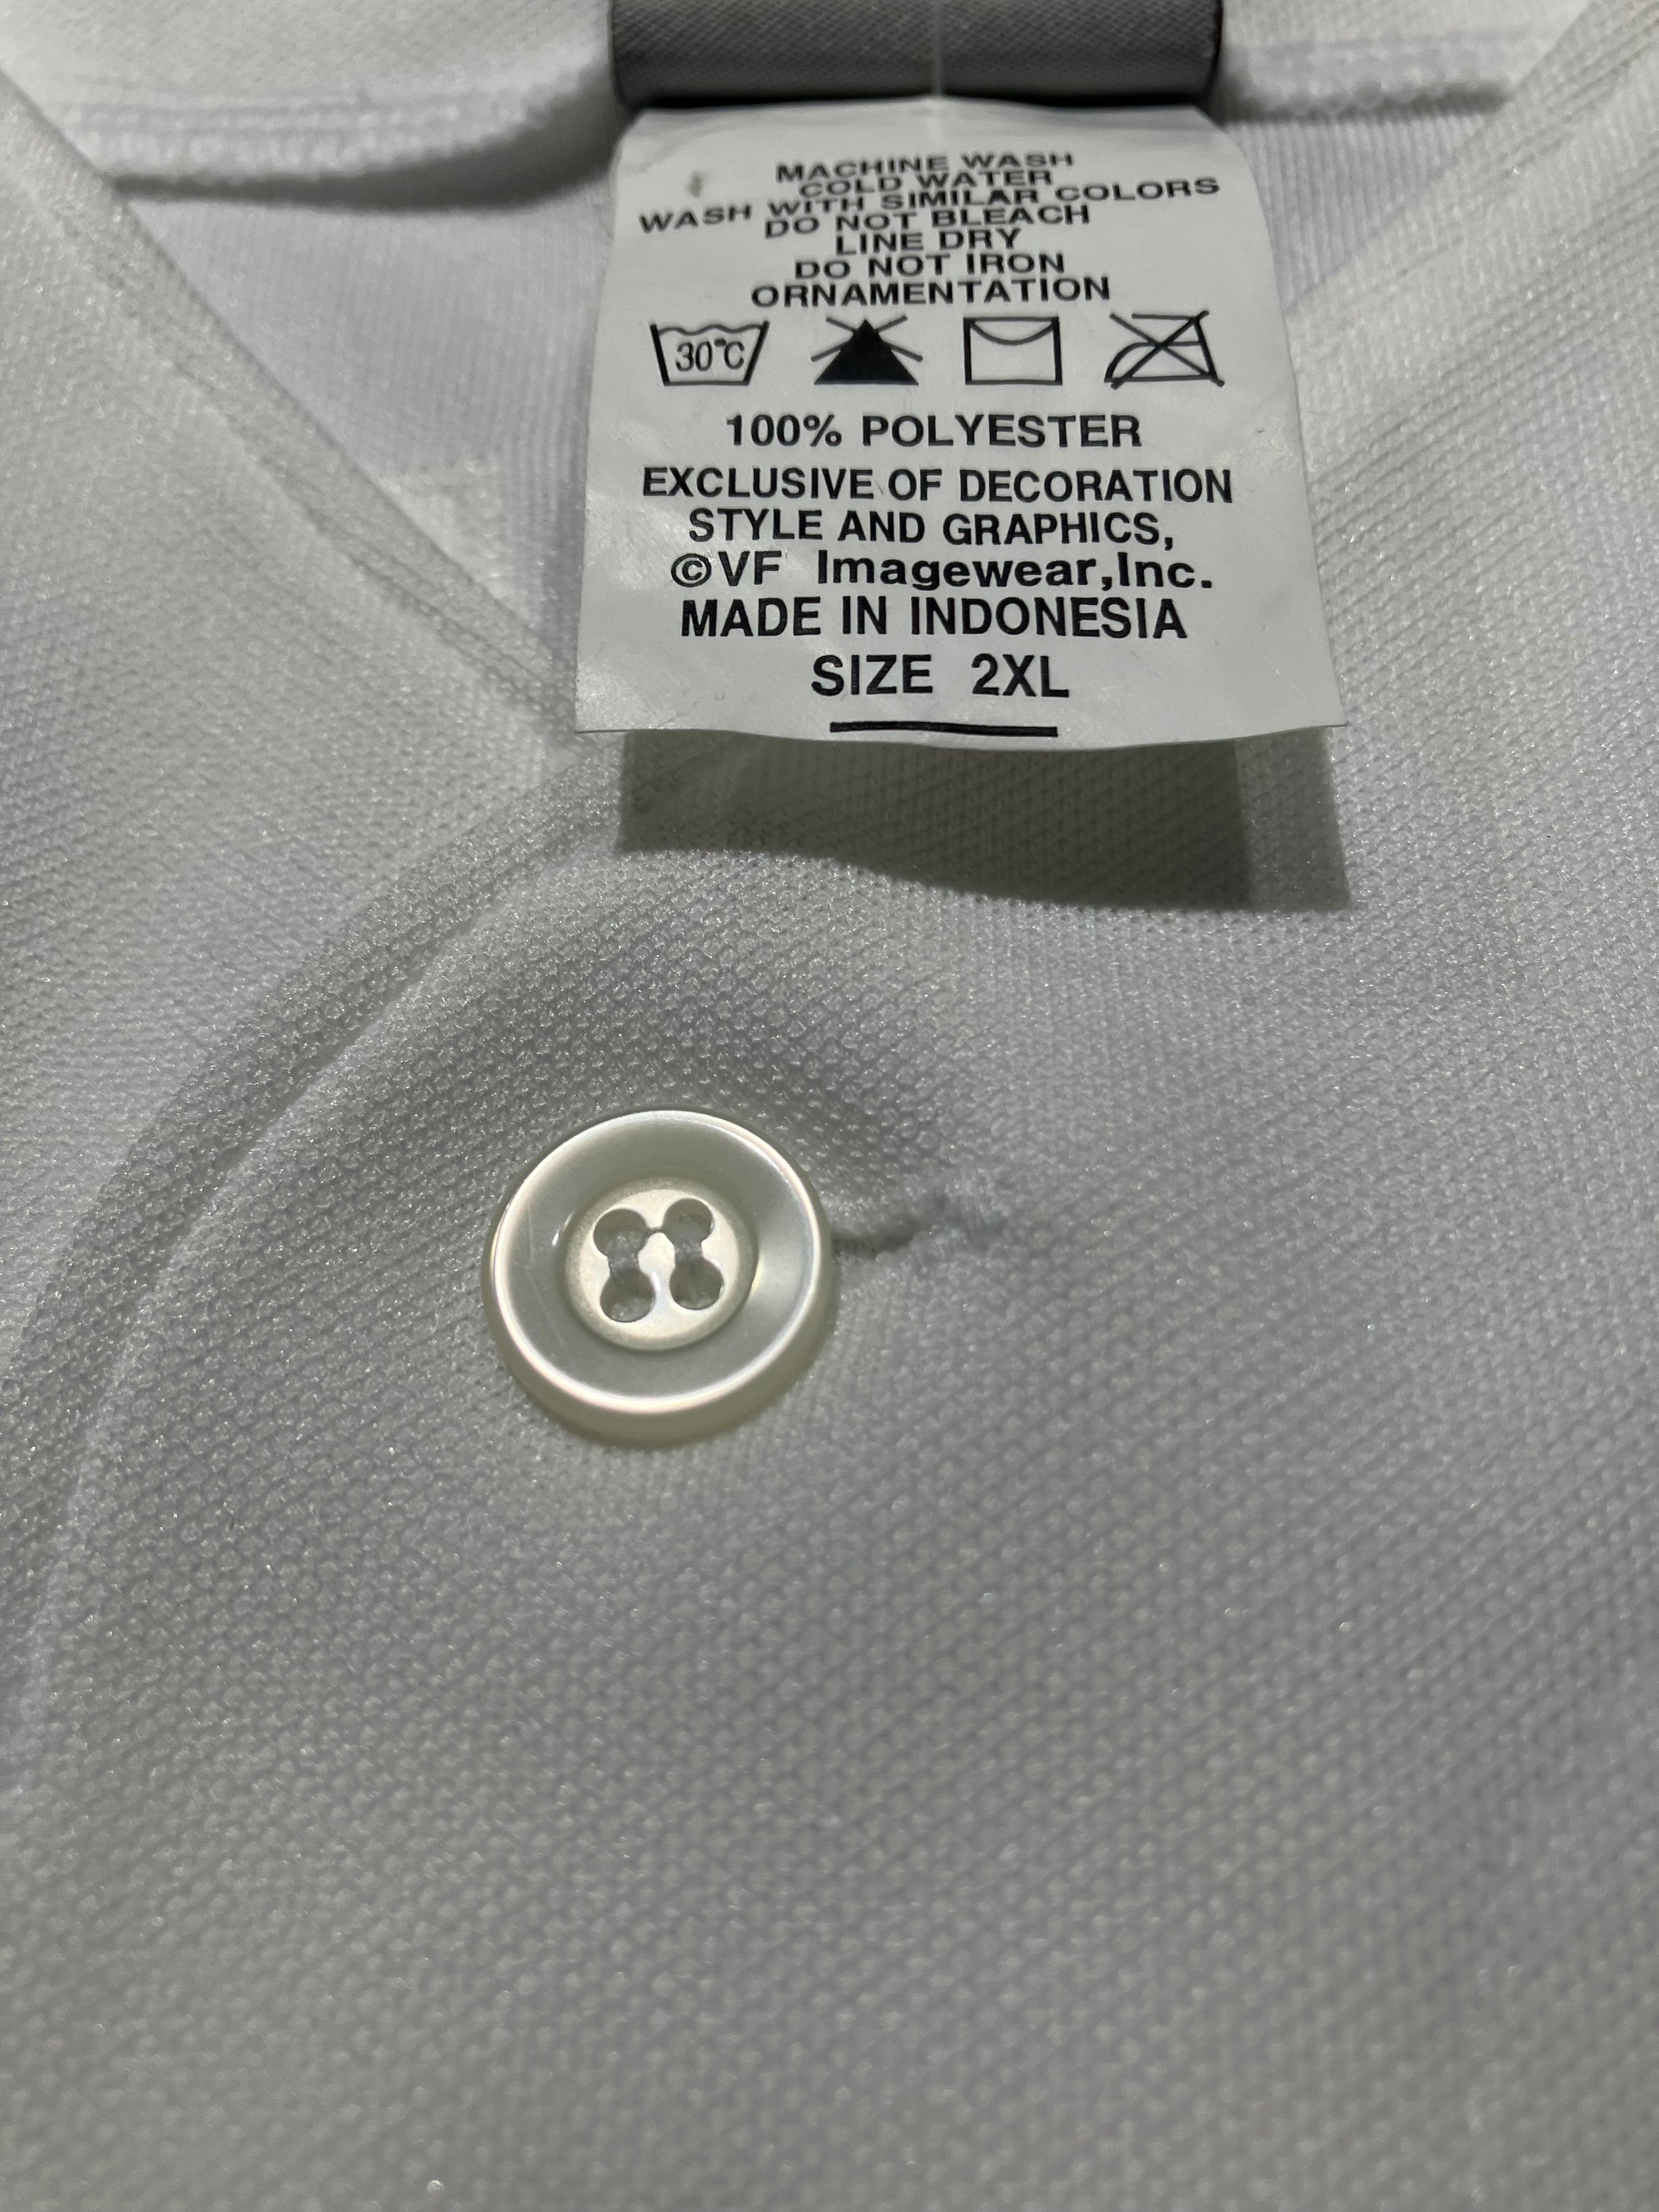 MACHINE WASH
COLD WATER
WASH WITH SIMILAR COLORS
DO NOT BLEACH
LINE DRY
DO NOT IRON
ORNAMENTATION
30°C
100% POLYESTER
EXCLUSIVE OF DECORATION
STYLE AND GRAPHICS,
©VF Imagewear,Inc.
MADE IN INDONESIA
SIZE 2XL